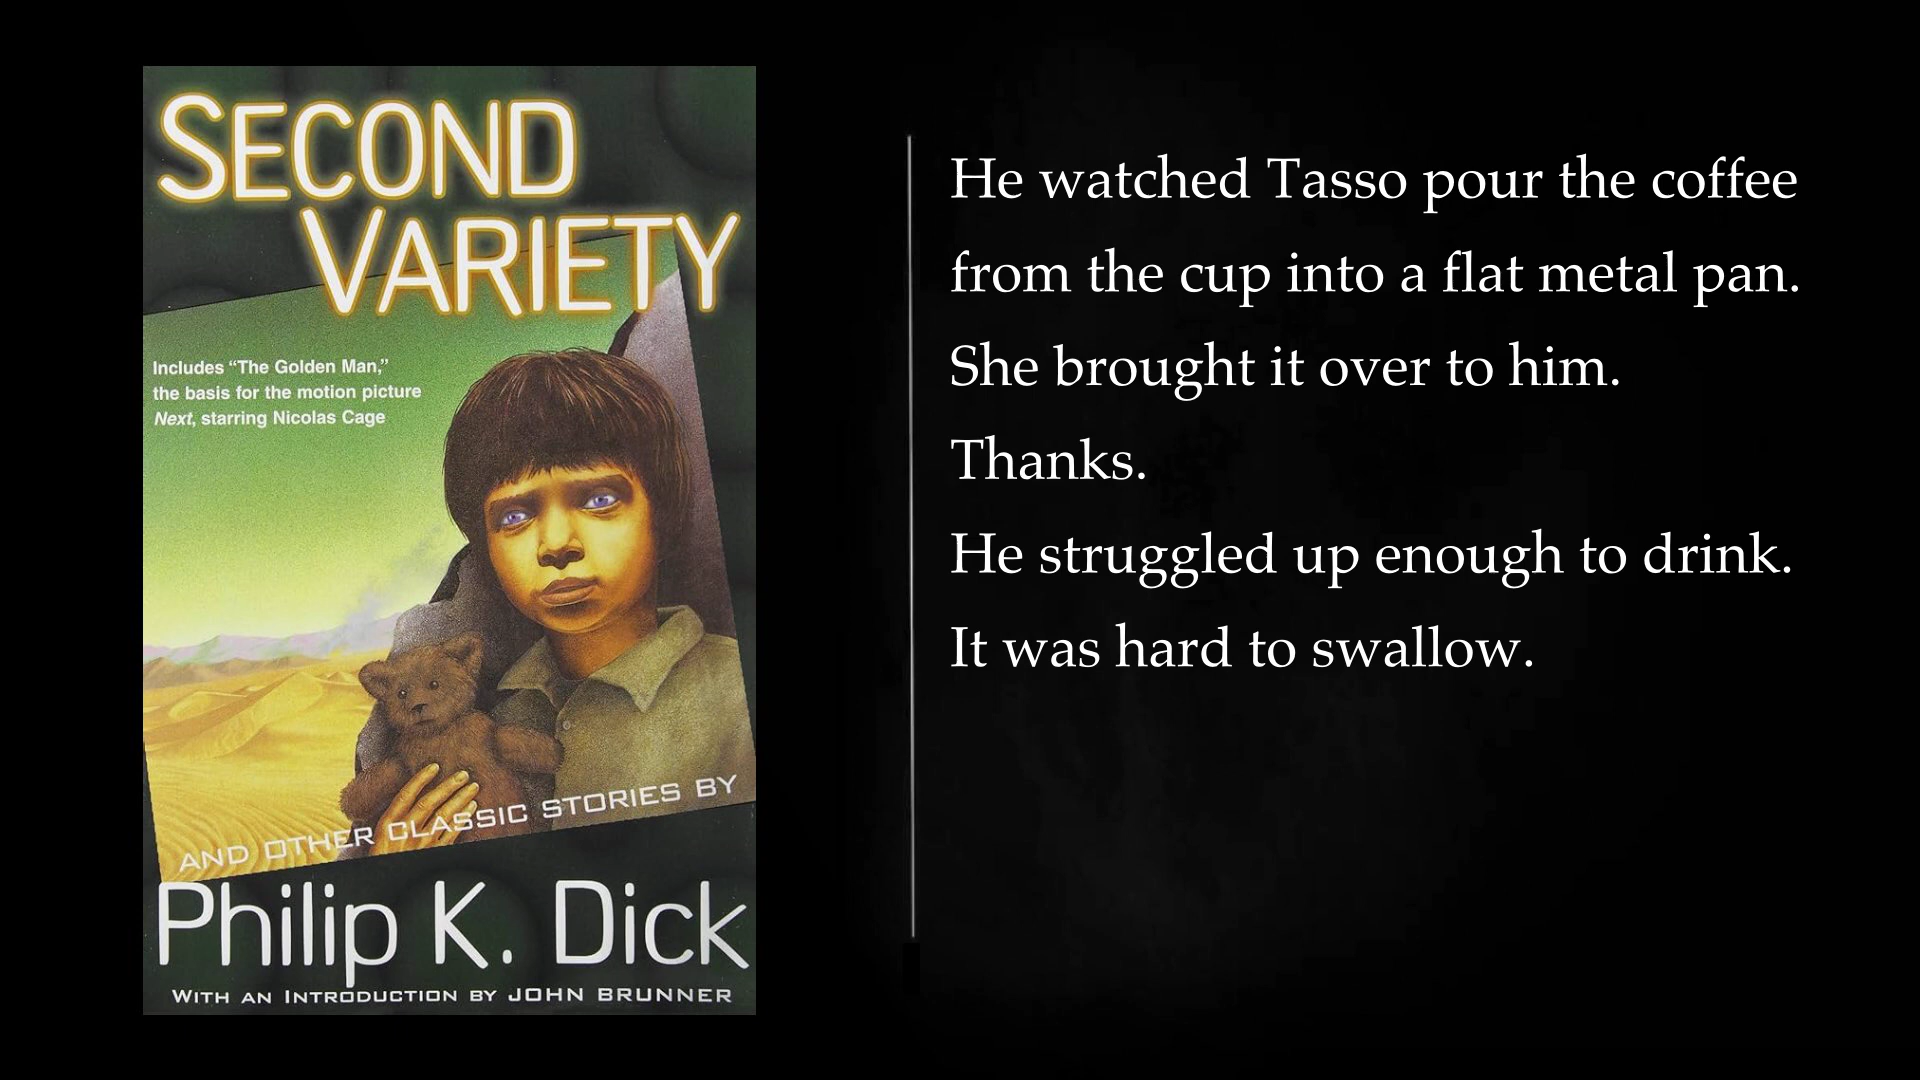 SECOND
VARIETY
Includes “The Golden Man,”
the basis for the motion picture
Next, starring Nicolas Cage
AND OTHER CLASSIC STORIES BY
Philip K. Dick
WITH AN INTRODUCTION BY JOHN BRUNNER
He watched Tasso pour the coffee
from the cup into a flat metal pan.
She brought it over to him.
Thanks.
He struggled up enough to drink.
It was hard to swallow.